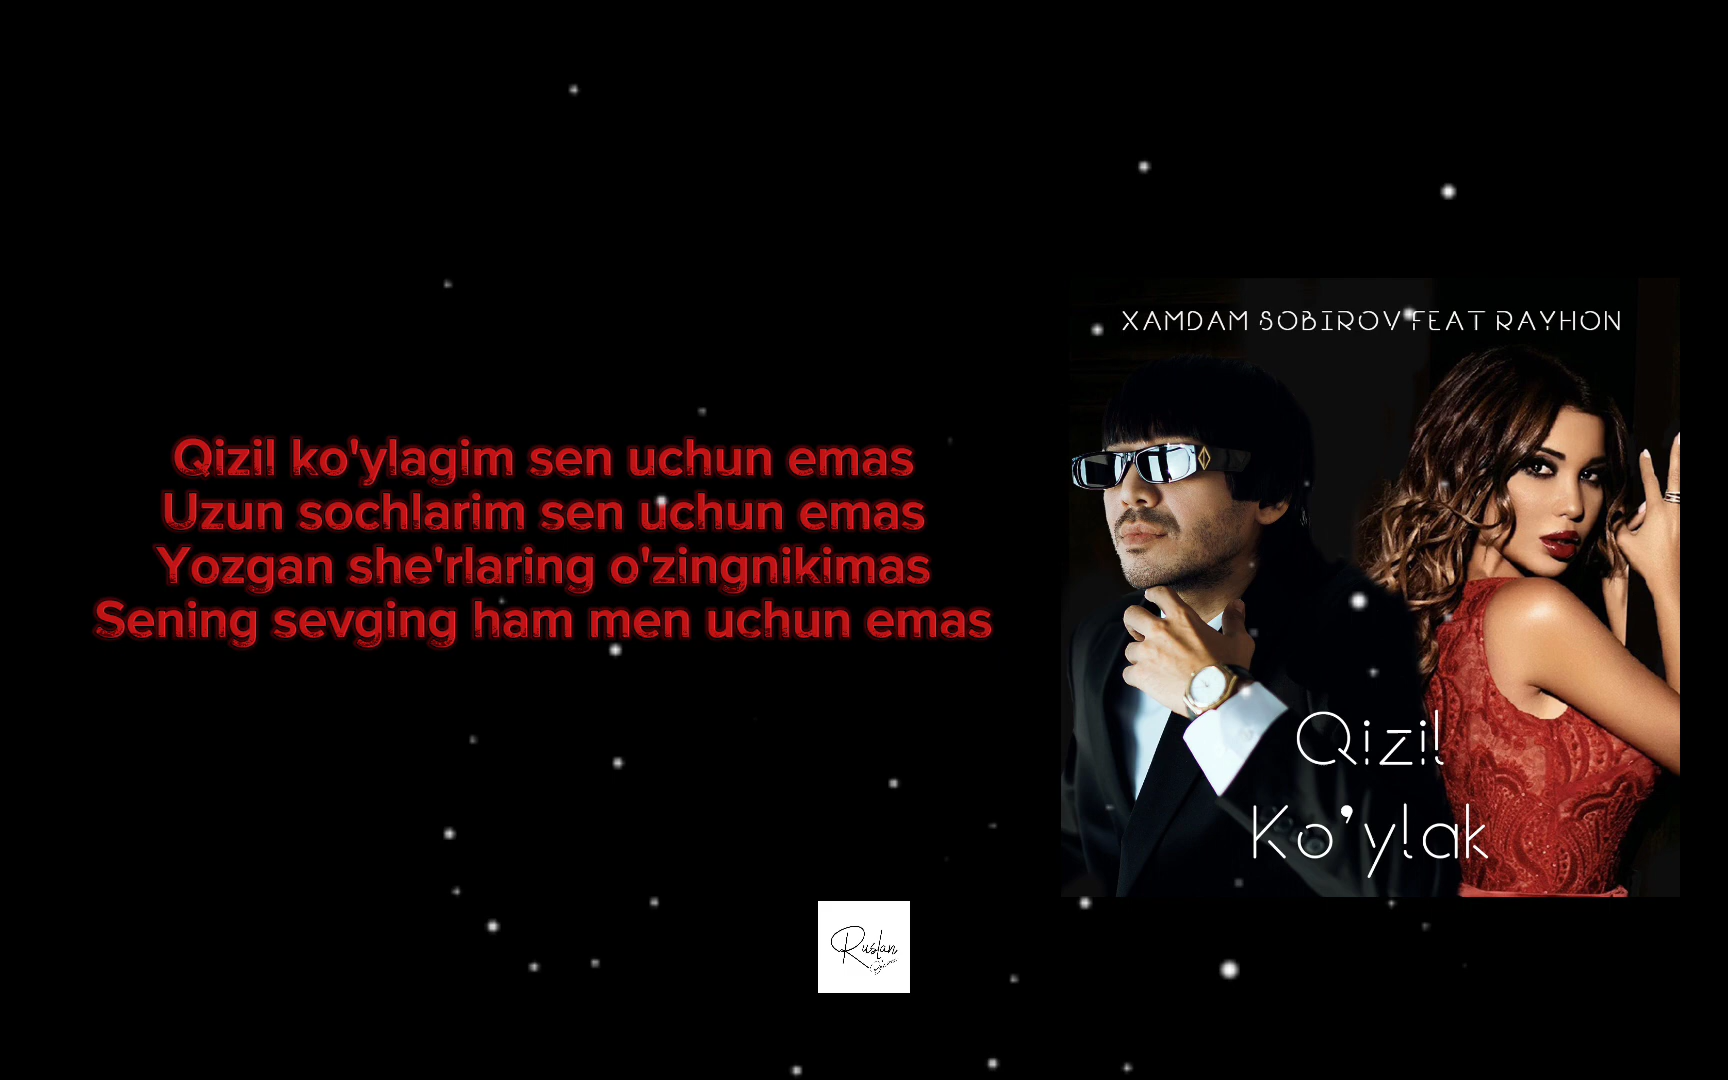 XAMDAM SOBIROV FEAT RAYHON
Qizil ko'ylagim sen uchun emas
Uzun sochlarim sen uchun emas
Yozgan she'rlaring o'zingnikimas
Sening sevging ham men uchun emas
Qizil
Ko'ylak
Ruslan